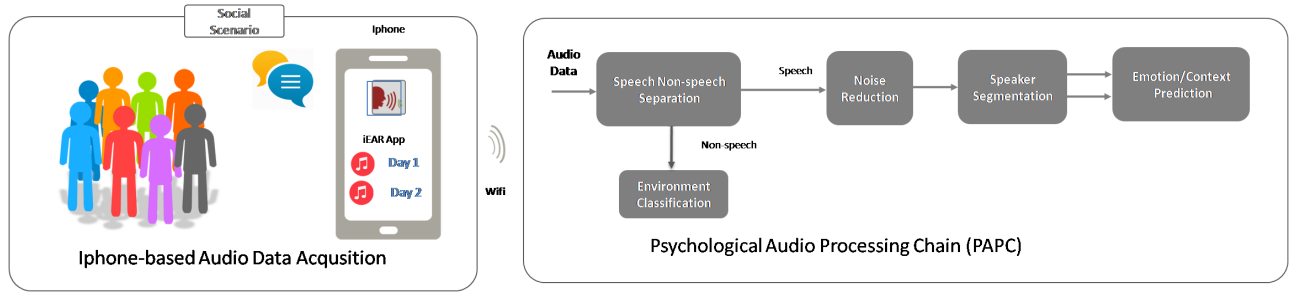 Social
Scenario
Iphone
iEAR App
Day 1
Day 2
Wifi
Iphone-based Audio Data Acqusition
Audio
Data
Speech Non-speech
Separation
Speech
Noise
Reduction
Speaker
Segmentation
Emotion/Context
Prediction
Non-speech
Environment
Classification
Psychological Audio Processing Chain (PAPC)